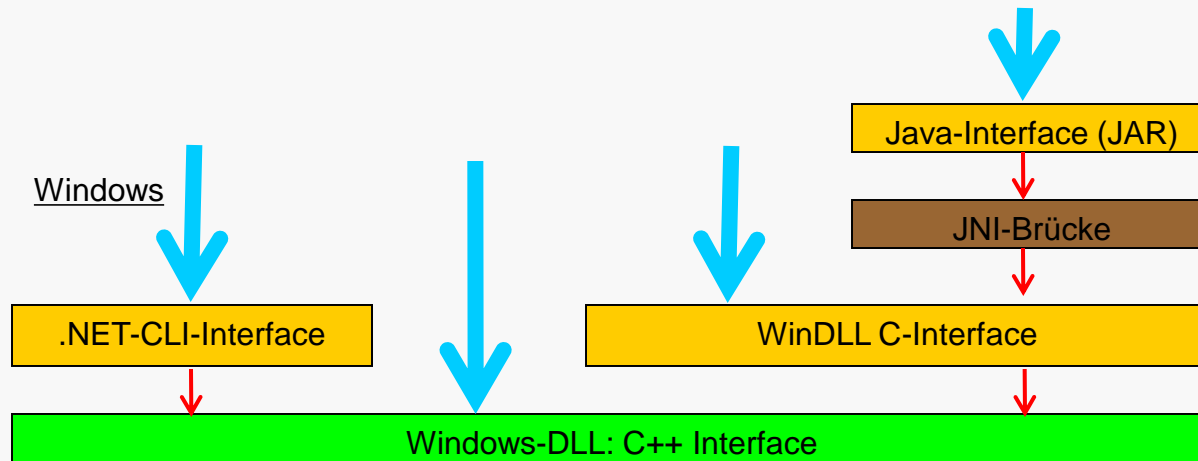 Java-Interface (JAR)
Windows
JNI-Brücke
.NET-CLI-Interface
WinDLL C-Interface
Windows-DLL: C++ Interface